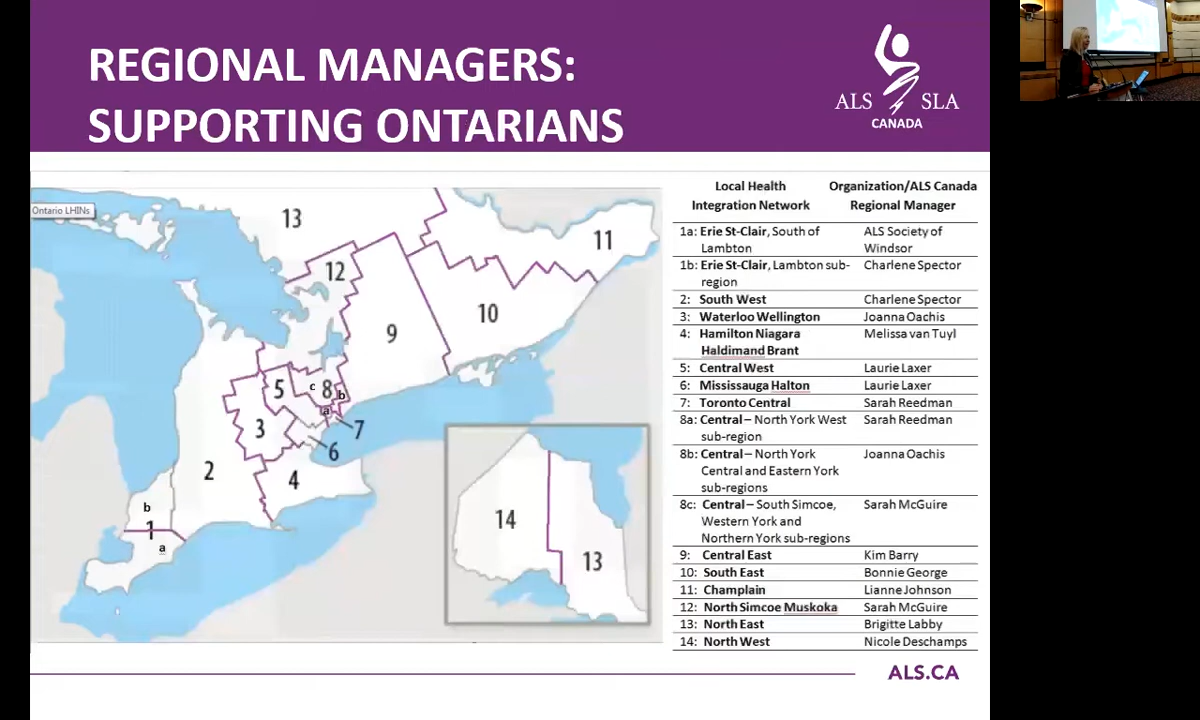 REGIONAL MANAGERS:
SUPPORTING ONTARIANS
ALS SLA
CANADA
Ontario LHINs
13
11
12
10
9
5
c
8
b
a
7
3
6
2
4
b
1
a
14
13
Local Health Organization/ALS Canada
Integration Network Regional Manager
1a: Erie St-Clair, South of ALS Society of
Lambton Windsor
1b: Erie St-Clair, Lambton sub- Charlene Spector
region
2: South West Charlene Spector
3: Waterloo Wellington Joanna Oachis
4: Hamilton Niagara Melissa van Tuyl
Haldimand Brant
5: Central West Laurie Laxer
6: Mississauga Halton Laurie Laxer
7: Toronto Central Sarah Reedman
8a: Central – North York West Sarah Reedman
sub-region
8b: Central – North York Joanna Oachis
Central and Eastern York
sub-regions
8c: Central – South Simcoe, Sarah McGuire
Western York and
Northern York sub-regions
9: Central East Kim Barry
10: South East Bonnie George
11: Champlain Lianne Johnson
12: North Simcoe Muskoka Sarah McGuire
13: North East Brigitte Labby
14: North West Nicole Deschamps
ALS.CA